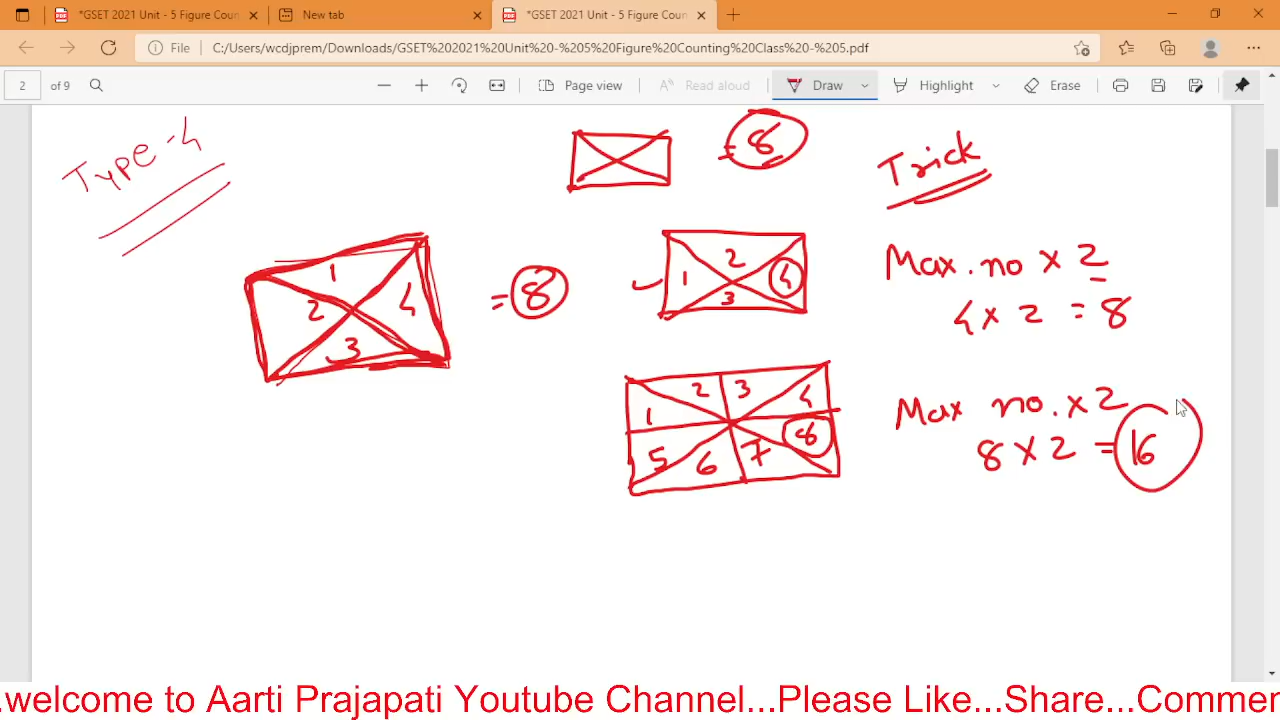 *GSET 2021 Unit - 5 Figure Coun
New tab
*GSET 2021 Unit - 5 Figure Coun
File
C:/Users/wcdjprem/Downloads/GSET%202021%20Unit%20-%205%20Figure%20Counting%20Class%20-%205.pdf
2 of 9
Page view
Read aloud
Draw
Highlight
Erase
Type-4
= 8
Trick
1
2
3
4
= 8
1
2
3
4
Max. no x 2
4 x 2 = 8
1
2
3
4
5
6
7
8
Max no. x 2
8 x 2 = 16
.welcome to Aarti Prajapati Youtube Channel...Please Like...Share...Commer